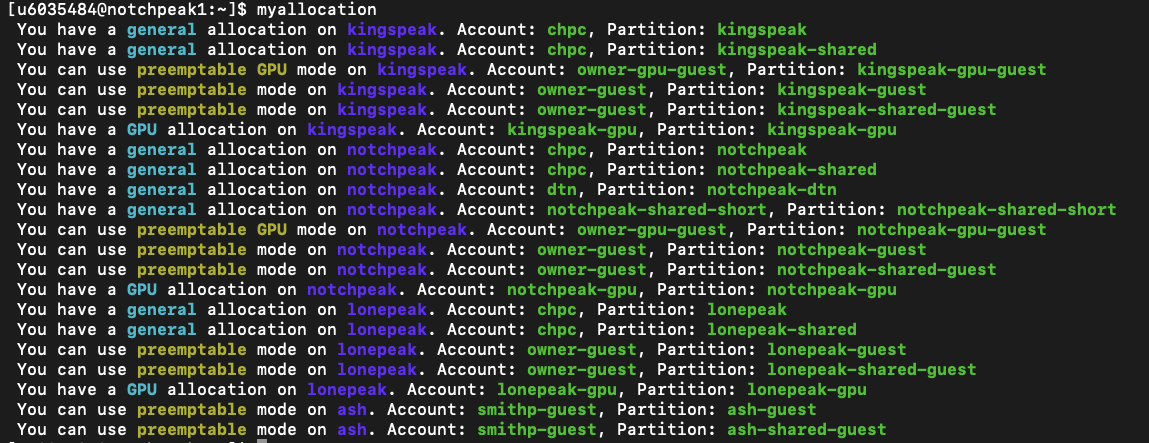 [u6035484@notchpeak1:~]$ myallocation
You have a general allocation on kingspeak. Account: chpc, Partition: kingspeak
You have a general allocation on kingspeak. Account: chpc, Partition: kingspeak-shared
You can use preemptable GPU mode on kingspeak. Account: owner-gpu-guest, Partition: kingspeak-gpu-guest
You can use preemptable mode on kingspeak. Account: owner-guest, Partition: kingspeak-guest
You can use preemptable mode on kingspeak. Account: owner-guest, Partition: kingspeak-shared-guest
You have a GPU allocation on kingspeak. Account: kingspeak-gpu, Partition: kingspeak-gpu
You have a general allocation on notchpeak. Account: chpc, Partition: notchpeak
You have a general allocation on notchpeak. Account: chpc, Partition: notchpeak-shared
You have a general allocation on notchpeak. Account: dtn, Partition: notchpeak-dtn
You have a general allocation on notchpeak. Account: notchpeak-shared-short, Partition: notchpeak-shared-short
You can use preemptable GPU mode on notchpeak. Account: owner-gpu-guest, Partition: notchpeak-gpu-guest
You can use preemptable mode on notchpeak. Account: owner-guest, Partition: notchpeak-guest
You can use preemptable mode on notchpeak. Account: owner-guest, Partition: notchpeak-shared-guest
You have a GPU allocation on notchpeak. Account: notchpeak-gpu, Partition: notchpeak-gpu
You have a general allocation on lonepeak. Account: chpc, Partition: lonepeak
You have a general allocation on lonepeak. Account: chpc, Partition: lonepeak-shared
You can use preemptable mode on lonepeak. Account: owner-guest, Partition: lonepeak-guest
You can use preemptable mode on lonepeak. Account: owner-guest, Partition: lonepeak-shared-guest
You have a GPU allocation on lonepeak. Account: lonepeak-gpu, Partition: lonepeak-gpu
You can use preemptable mode on ash. Account: smithp-guest, Partition: ash-guest
You can use preemptable mode on ash. Account: smithp-guest, Partition: ash-shared-guest